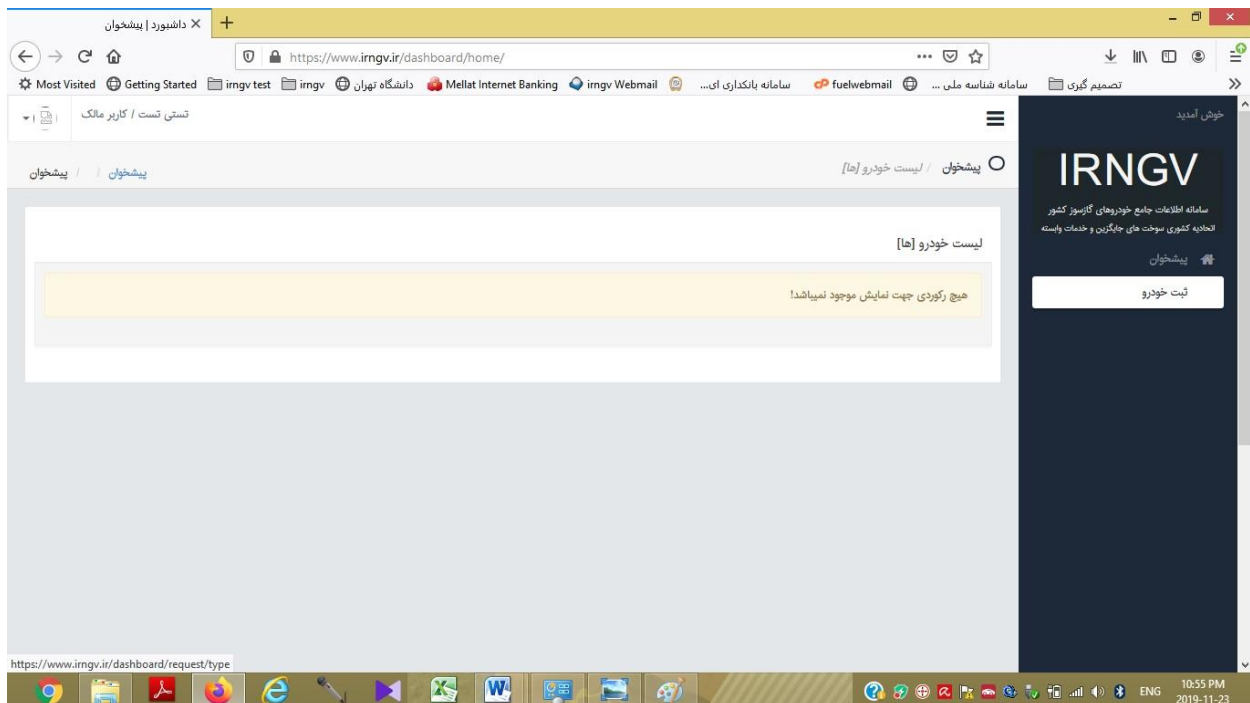 داشبورد | پیشخوان
https://www.irngv.ir/dashboard/home/
Most Visited Getting Started irngv test irngv دانشگاه تهران Mellat Internet Banking irngv Webmail سامانه بانکداری ای... fuelwebmail سامانه شناسه ملی ... تصمیم گیری
خوش آمدید
تستی تست / کاربر مالک
IRNGV
سامانه اطلاعات جامع خودروهای گازسوز کشور
اتحادیه کشوری سوخت های جایگزین و خدمات وابسته
پیشخوان
ثبت خودرو
پیشخوان / لیست خودرو [ها]
پیشخوان / پیشخوان
لیست خودرو [ها]
هیچ رکوردی جهت نمایش موجود نمیباشد!
https://www.irngv.ir/dashboard/request/type
ENG
10:55 PM
2019-11-23